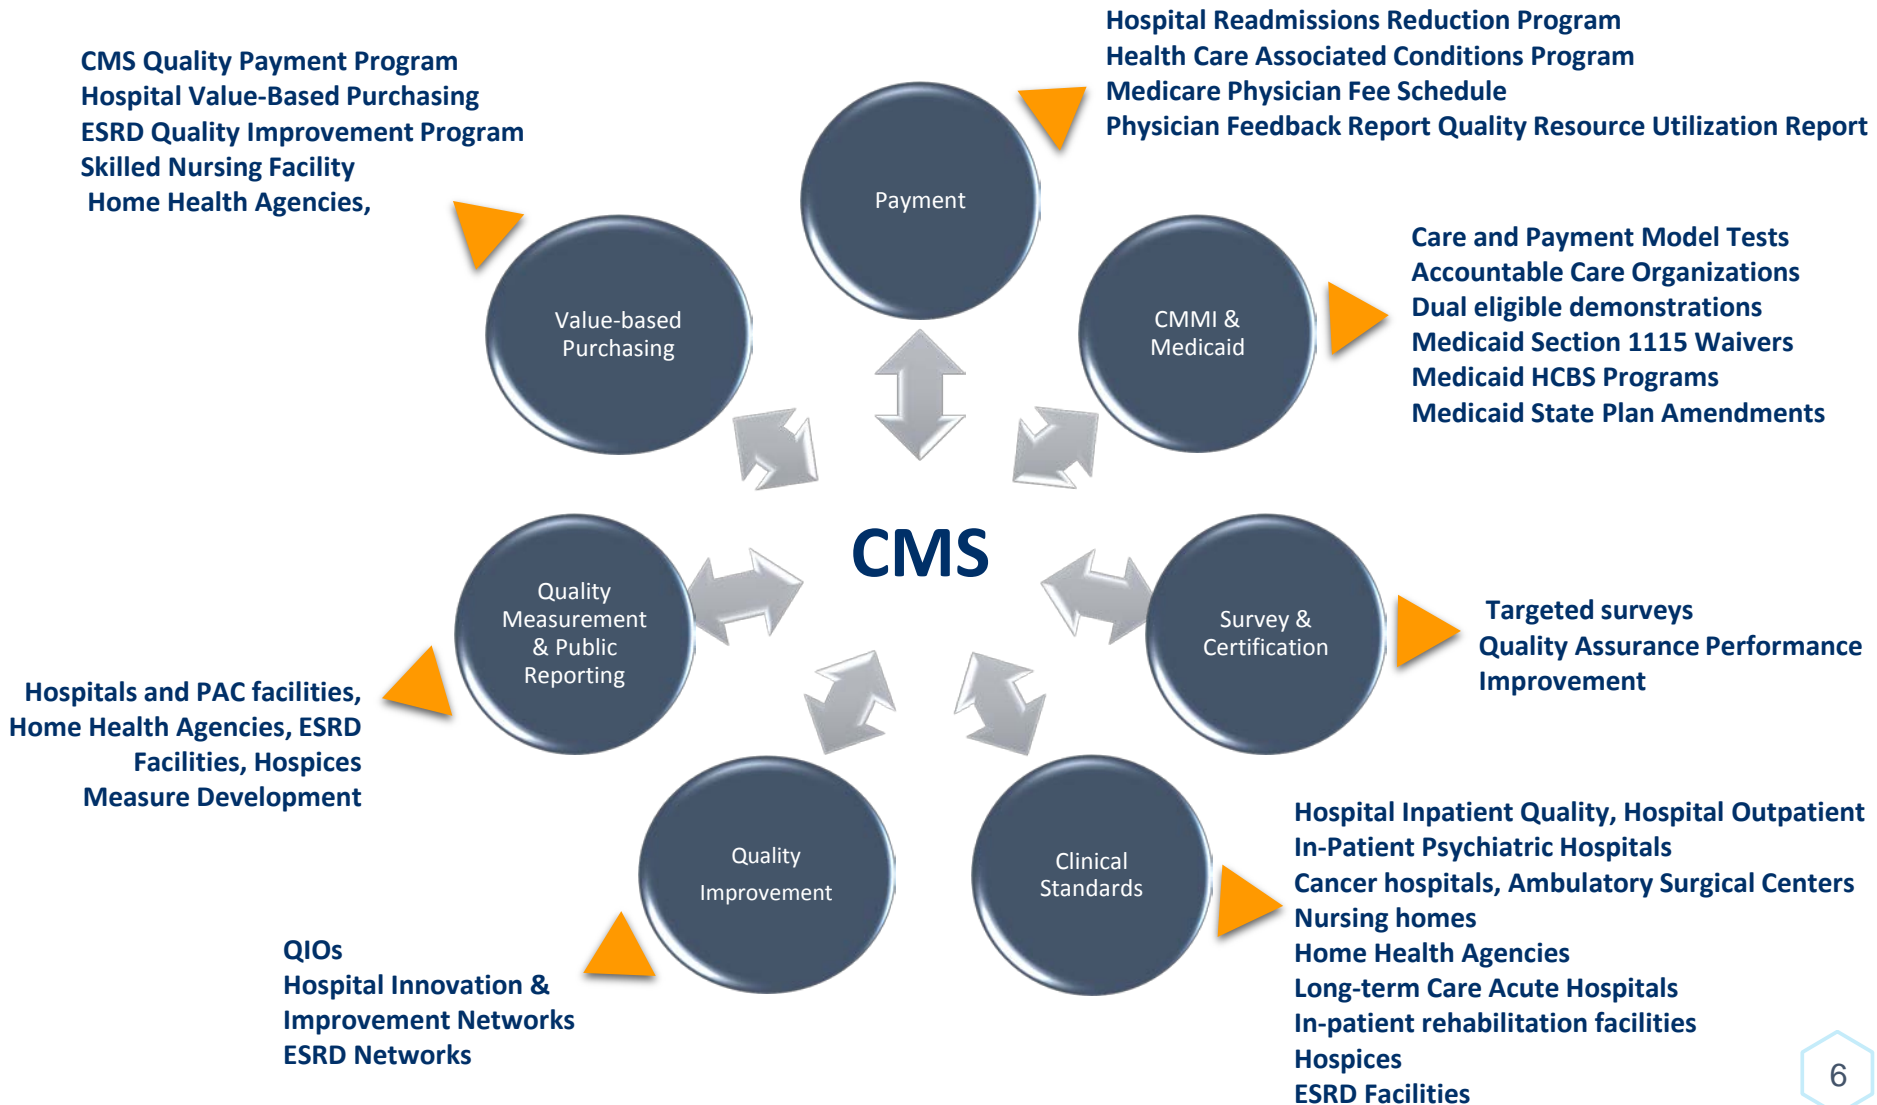 Hospital Readmissions Reduction Program
Health Care Associated Conditions Program
Medicare Physician Fee Schedule
Physician Feedback Report Quality Resource Utilization Report
CMS Quality Payment Program
Hospital Value-Based Purchasing
ESRD Quality Improvement Program
Skilled Nursing Facility
Home Health Agencies,
Payment
Value-based
Purchasing
CMMI &
Medicaid
Care and Payment Model Tests
Accountable Care Organizations
Dual eligible demonstrations
Medicaid Section 1115 Waivers
Medicaid HCBS Programs
Medicaid State Plan Amendments
CMS
Quality
Measurement
& Public
Reporting
Survey &
Certification
Targeted surveys
Quality Assurance Performance
Improvement
Hospitals and PAC facilities,
Home Health Agencies, ESRD
Facilities, Hospices
Measure Development
Quality
Improvement
Clinical
Standards
Hospital Inpatient Quality, Hospital Outpatient
In-Patient Psychiatric Hospitals
Cancer hospitals, Ambulatory Surgical Centers
Nursing homes
Home Health Agencies
Long-term Care Acute Hospitals
In-patient rehabilitation facilities
Hospices
ESRD Facilities
QIOs
Hospital Innovation &
Improvement Networks
ESRD Networks
6